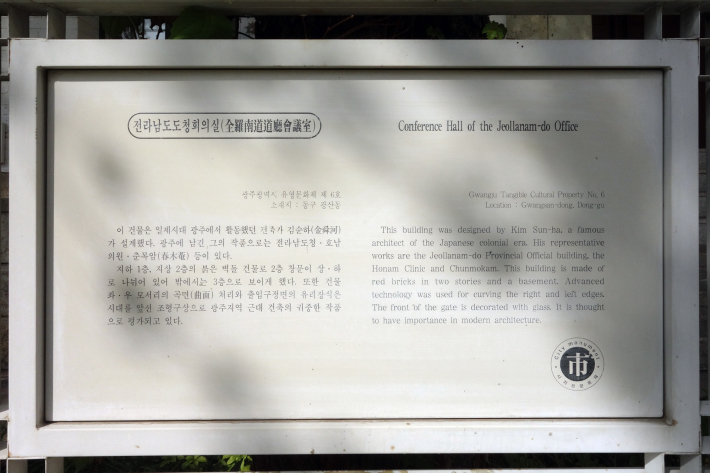 전라남도도청회의실(全羅南道道廳會議室)
광주광역시 유형문화재 제 6호
소재지 : 동구 광산동
이 건물은 일제시대 광주에서 활동했던 건축가 김순하(金舜河)
가 설계했다. 광주에 남긴 그의 작품으로는 전라남도청·호남
의원·춘목암(春木菴) 등이 있다.
지하 1층, 지상 2층의 붉은 벽돌 건물로 2층 창문이 상·하
로 나뉘어 있어 밖에서는 3층으로 보이게 했다. 또한 건물
좌·우 모서리의 곡면(曲面) 처리와 출입구정면의 유리장식은
시대를 앞선 조형구상으로 광주지역 근대 건축의 귀중한 작품
으로 평가되고 있다.
Conference Hall of the Jeollanam-do Office
Gwangju Tangible Cultural Property No. 6
Location : Gwangsan-dong, Dong-gu
This building was designed by Kim Sun-ha, a famous
architect of the Japanese colonial era. His representative
works are the Jeollanam-do Provincial Official building, the
Honam Clinic and Chunmokam. This building is made of
red bricks in two stories and a basement. Advanced
technology was used for curving the right and left edges.
The front of the gate is decorated with glass. It is thought
to have importance in modern architecture.
City monument
市